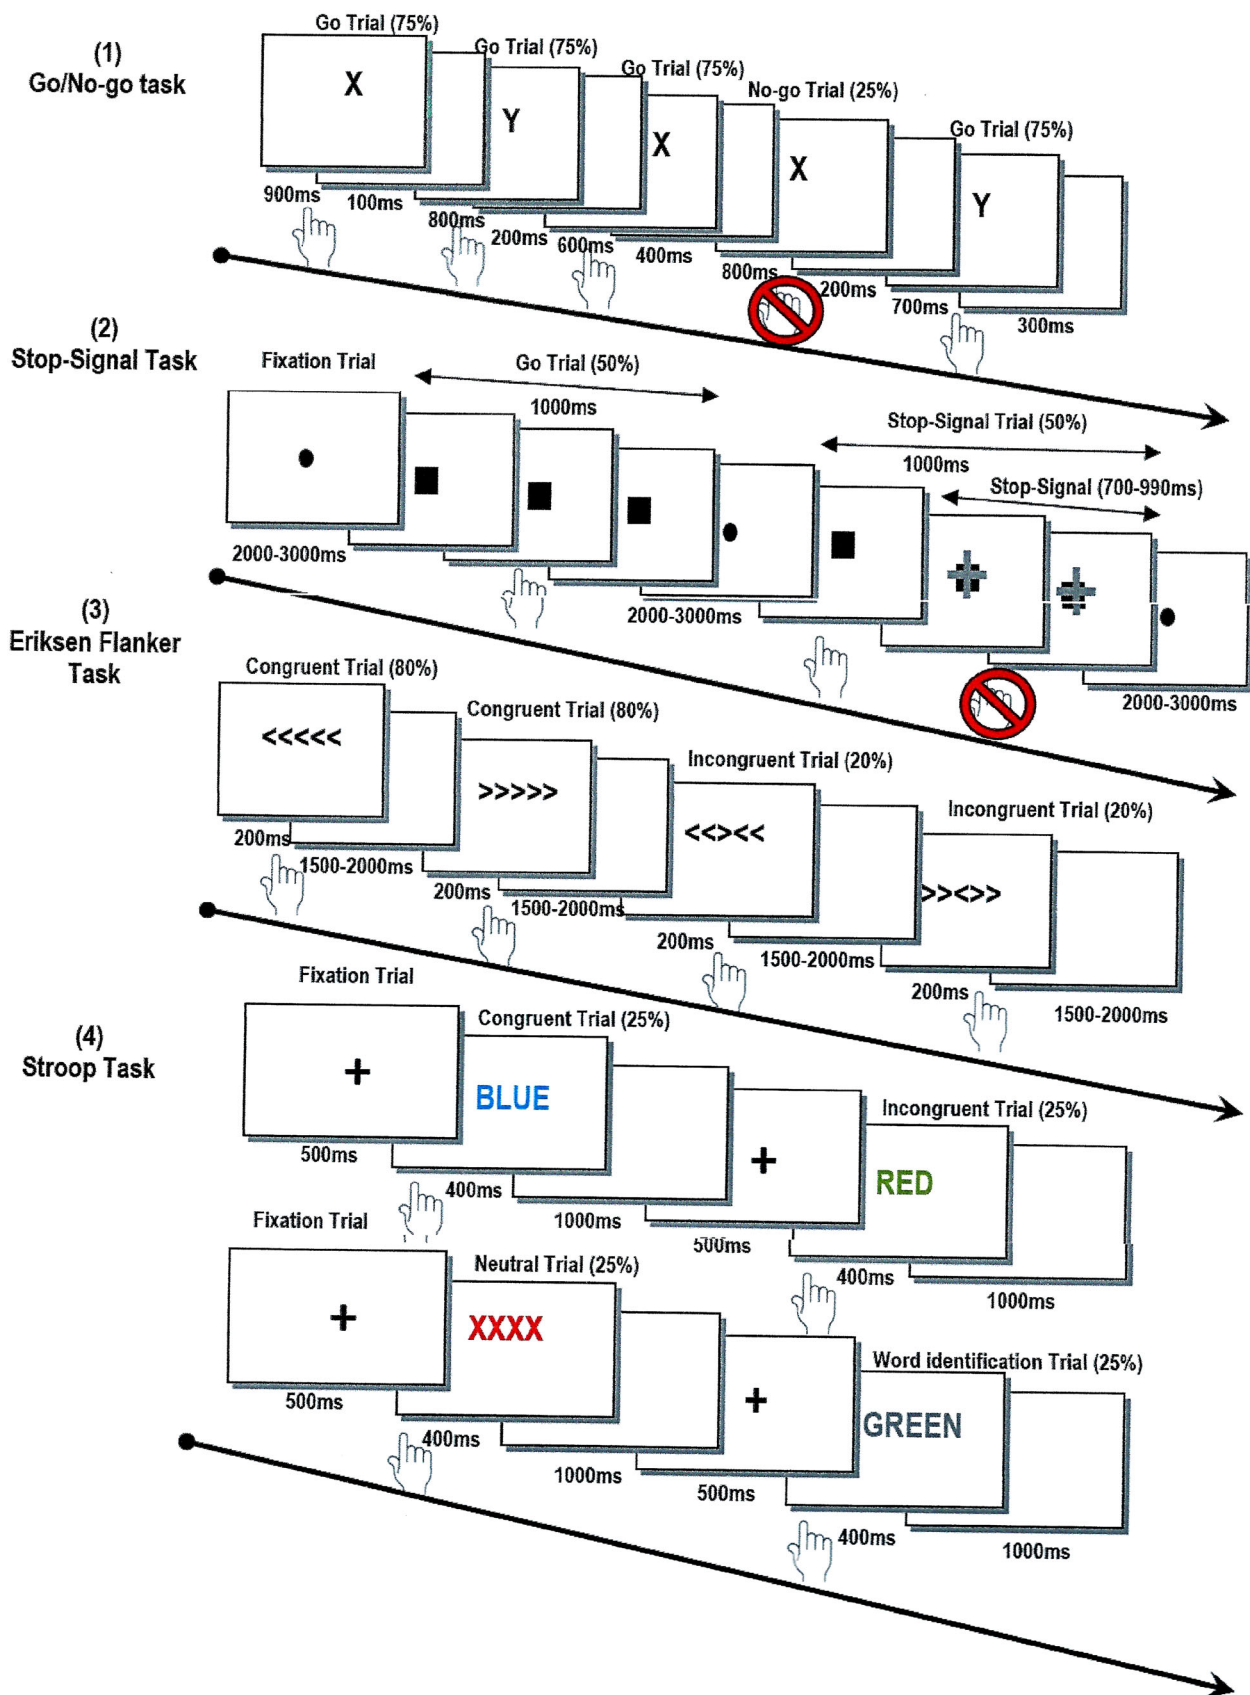 (1)
Go/No-go task
Go Trial (75%)
Go Trial (75%)
Go Trial (75%)
No-go Trial (25%)
Go Trial (75%)
X
Y
X
X
Y
900ms
100ms
800ms
200ms
600ms
400ms
800ms
200ms
700ms
300ms
(2)
Stop-Signal Task
Fixation Trial
Go Trial (50%)
1000ms
Stop-Signal Trial (50%)
1000ms
Stop-Signal (700-990ms)
2000-3000ms
2000-3000ms
2000-3000ms
(3)
Eriksen Flanker
Task
Congruent Trial (80%)
Congruent Trial (80%)
Incongruent Trial (20%)
Incongruent Trial (20%)
<<<<<
>>>>>
<<><<
>><>>
200ms
1500-2000ms
200ms
1500-2000ms
200ms
1500-2000ms
200ms
1500-2000ms
(4)
Stroop Task
Fixation Trial
Congruent Trial (25%)
Incongruent Trial (25%)
+
BLUE
+
RED
500ms
400ms
1000ms
500ms
400ms
1000ms
Fixation Trial
Neutral Trial (25%)
Word identification Trial (25%)
+
XXXX
+
GREEN
500ms
400ms
1000ms
500ms
400ms
1000ms